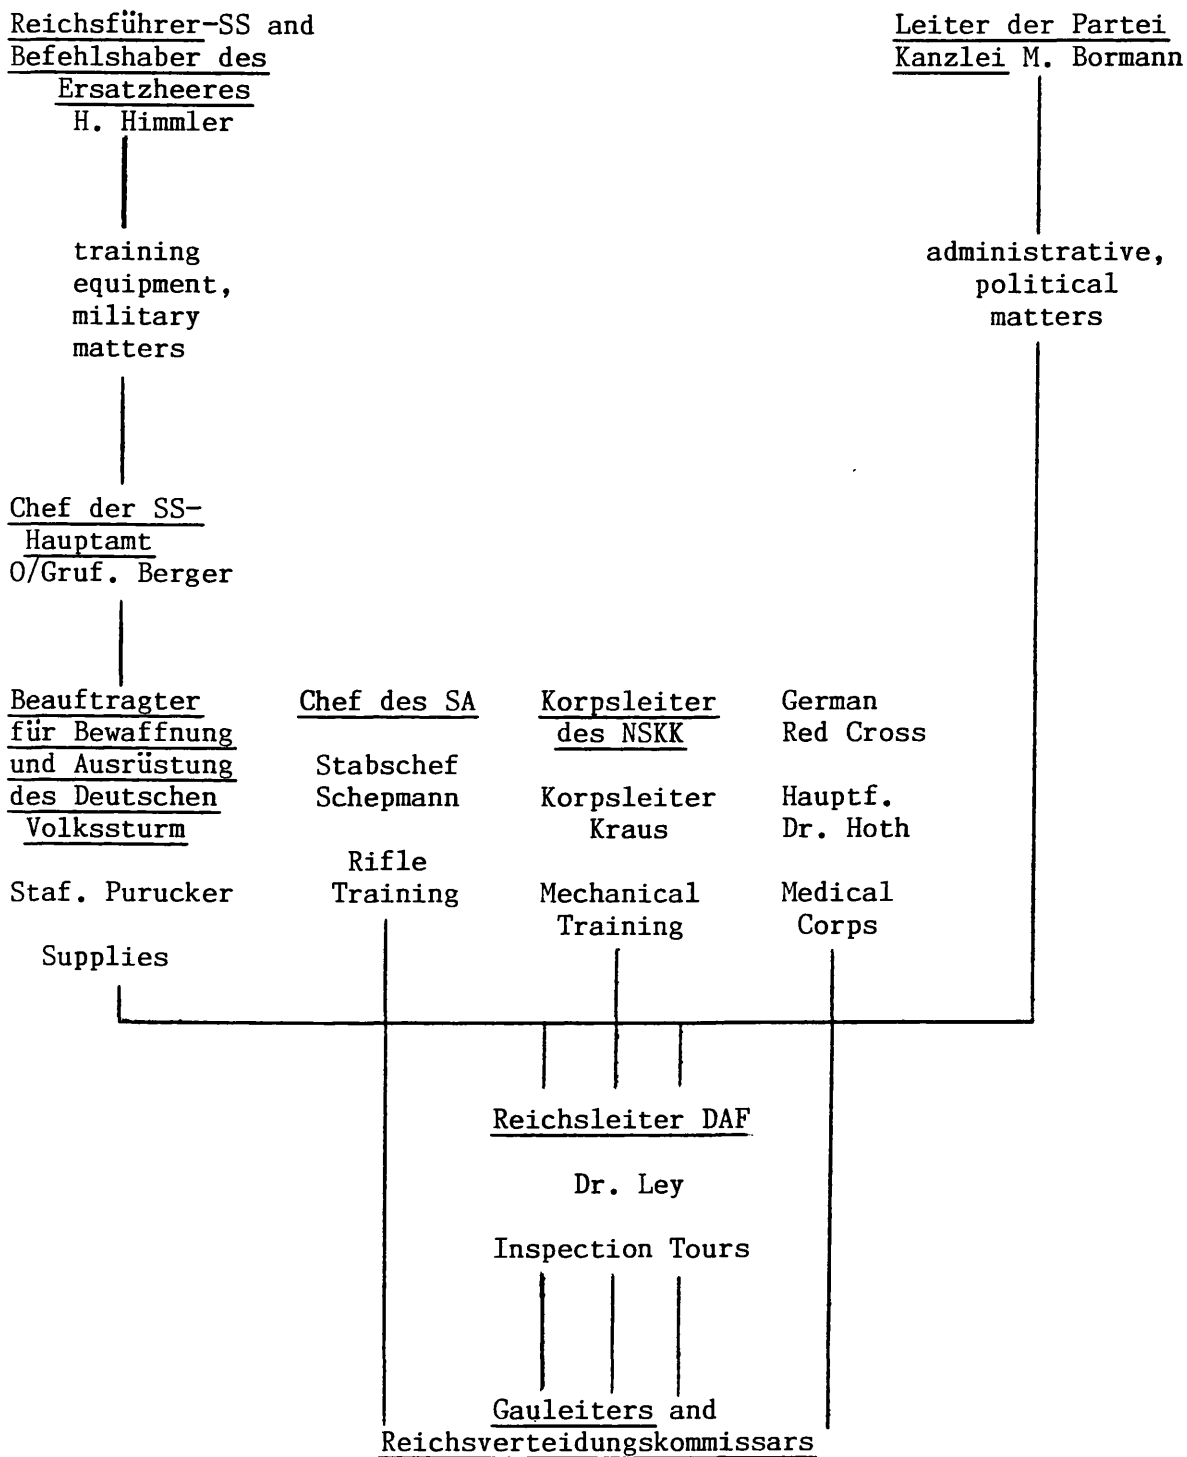 Reichsführer-SS and
Befehlshaber des
Ersatzheeres
H. Himmler
Leiter der Partei
Kanzlei M. Bormann
training
equipment,
military
matters
administrative,
political
matters
Chef der SS-
Hauptamt
O/Gruf. Berger
Beauftragter
für Bewaffnung
und Ausrüstung
des Deutschen
Volkssturm
Staf. Purucker
Supplies
Chef des SA
Stabschef
Schepmann
Rifle
Training
Korpsleiter
des NSKK
Korpsleiter
Kraus
Mechanical
Training
German
Red Cross
Hauptf.
Dr. Hoth
Medical
Corps
Reichsleiter DAF
Dr. Ley
Inspection Tours
Gauleiters and
Reichsverteidungskommissars